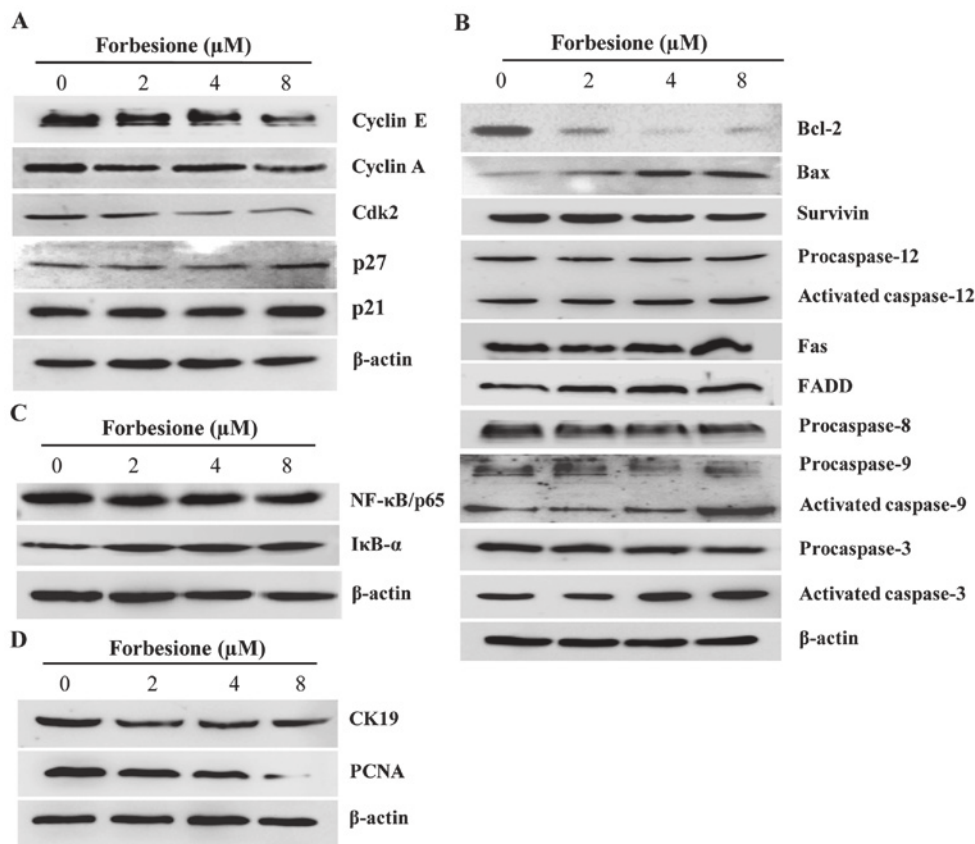 A
Forbesione (µM)
0 2 4 8
Cyclin E
Cyclin A
Cdk2
p27
p21
β-actin
B
Forbesione (µM)
0 2 4 8
Bcl-2
Bax
Survivin
Procaspase-12
Activated caspase-12
Fas
FADD
Procaspase-8
Procaspase-9
Activated caspase-9
Procaspase-3
Activated caspase-3
β-actin
C
Forbesione (µM)
0 2 4 8
NF-κB/p65
IκB-α
β-actin
D
Forbesione (µM)
0 2 4 8
CK19
PCNA
β-actin